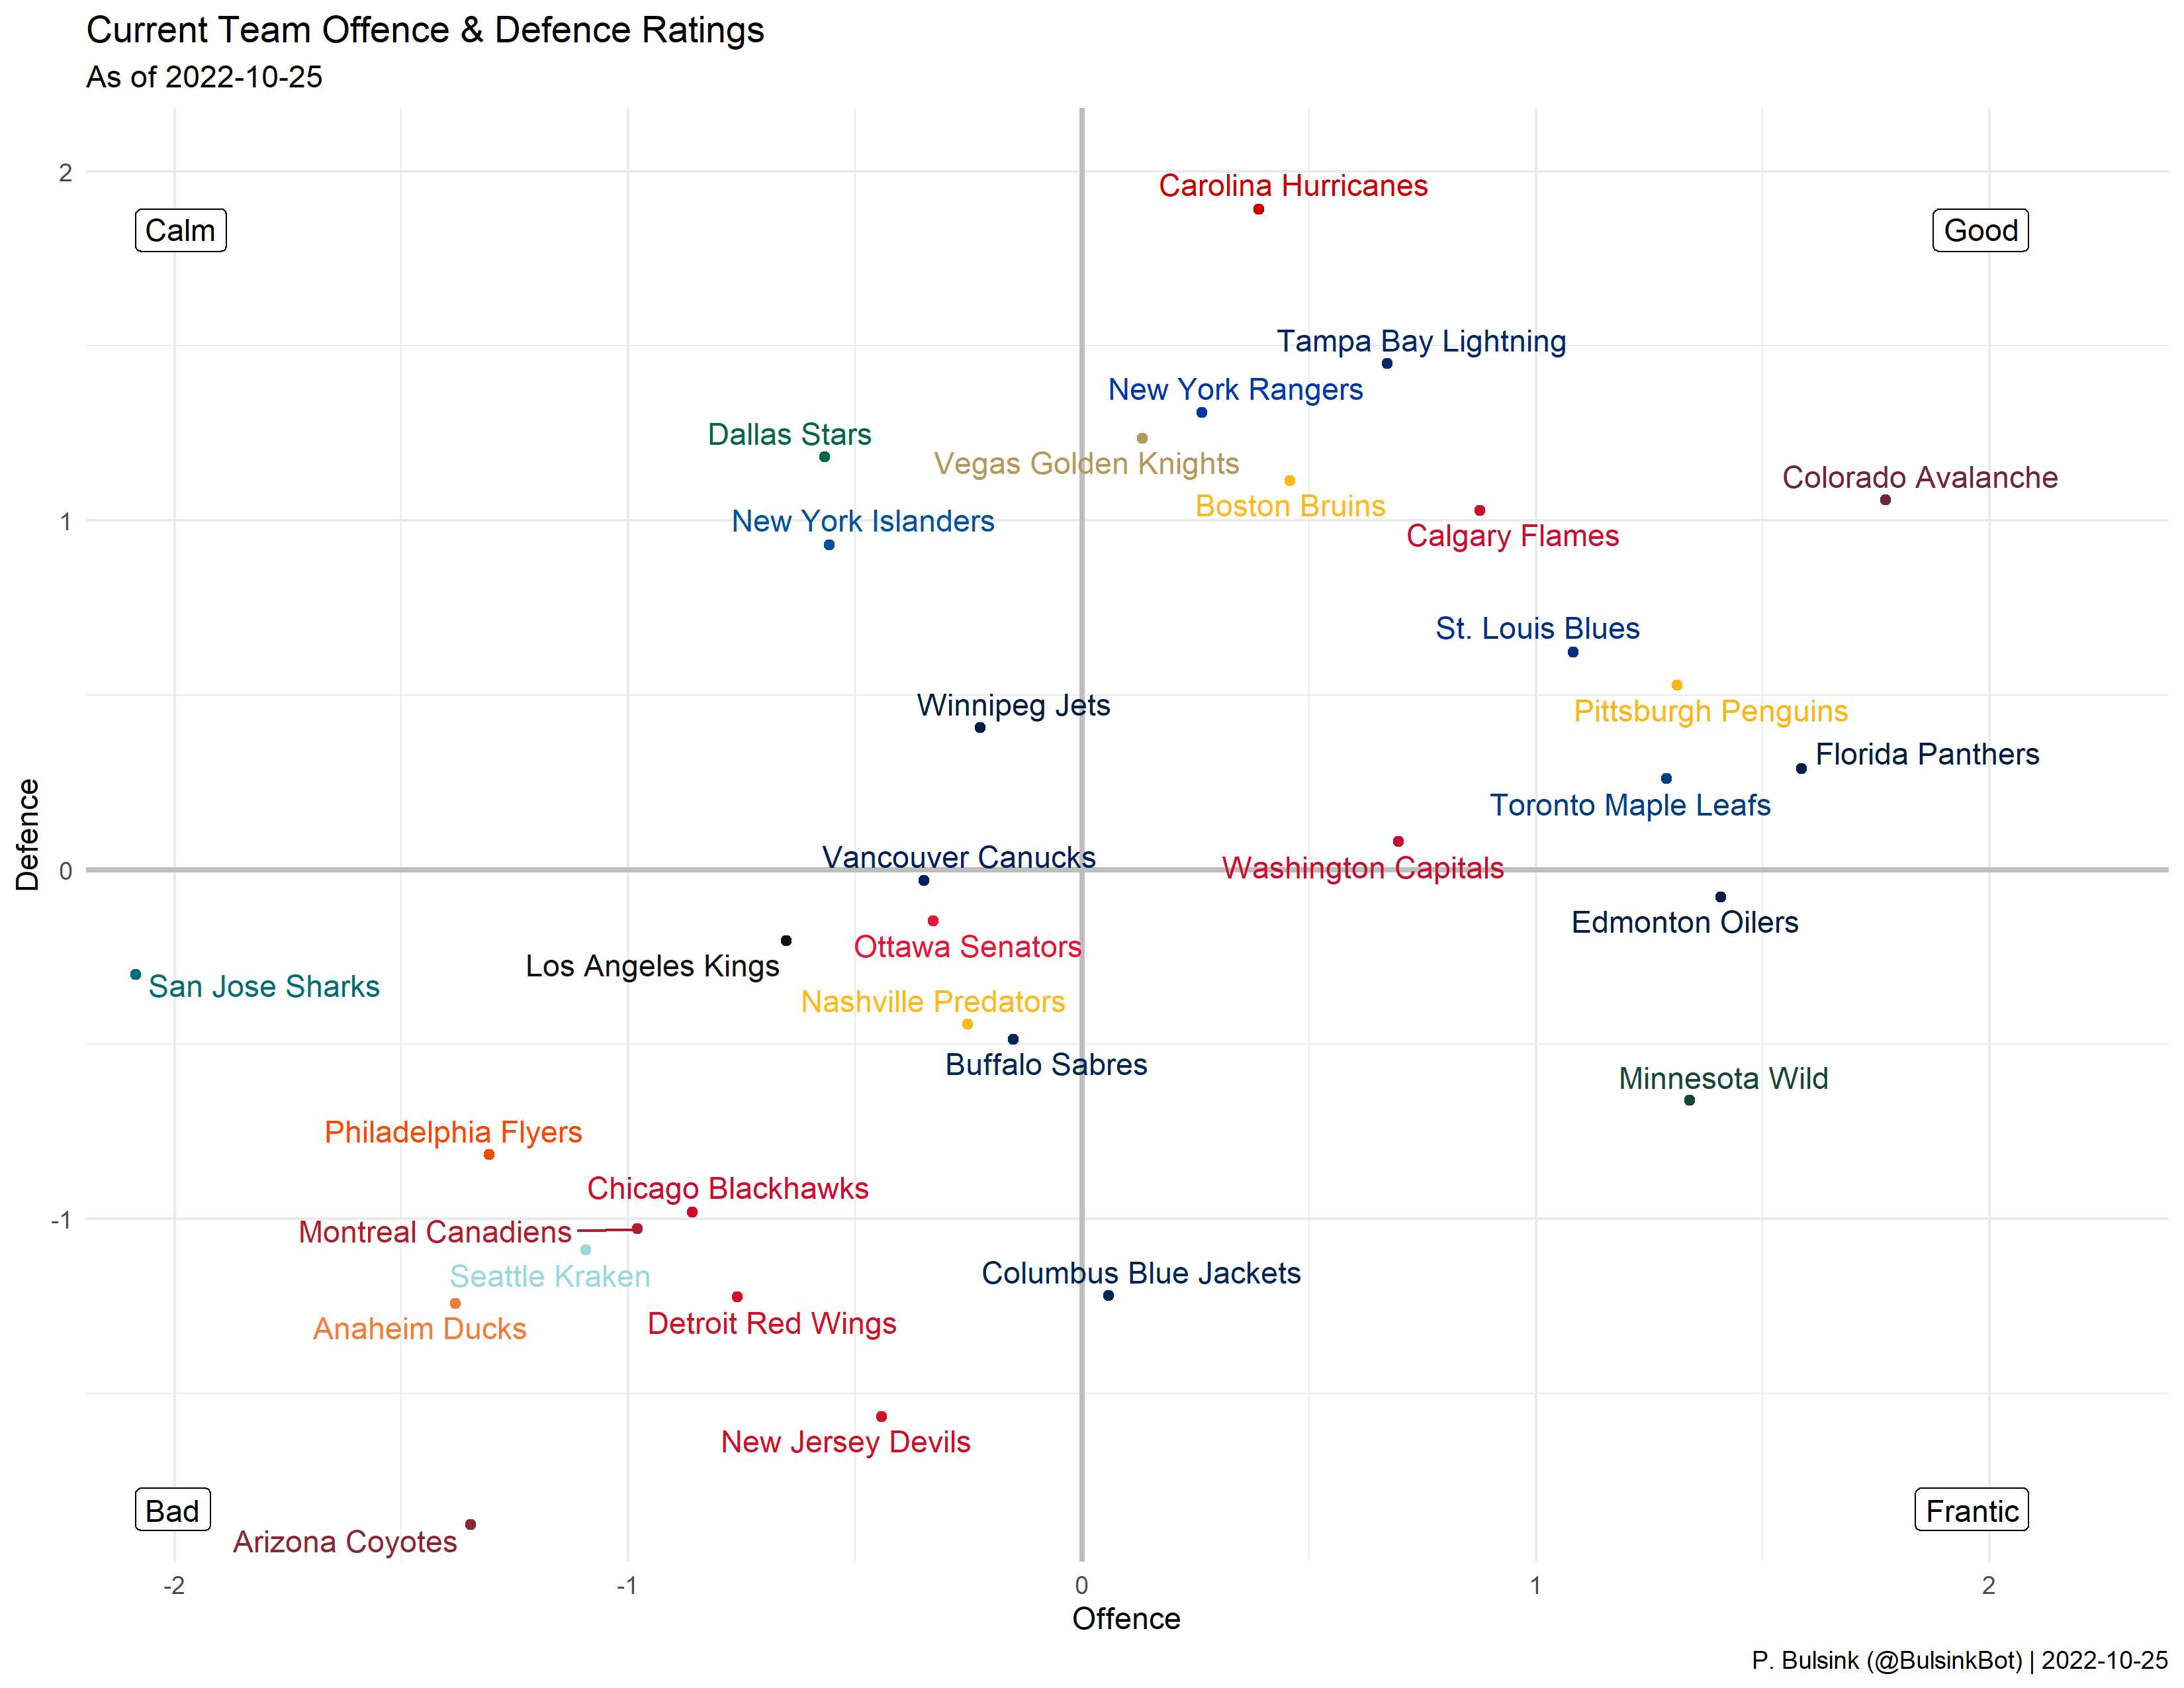 Current Team Offence & Defence Ratings
As of 2022-10-25
2
Carolina Hurricanes
Calm
Good
Tampa Bay Lightning
New York Rangers
Dallas Stars
Vegas Golden Knights
Colorado Avalanche
Boston Bruins
1
New York Islanders
Calgary Flames
St. Louis Blues
Winnipeg Jets
Pittsburgh Penguins
Florida Panthers
Toronto Maple Leafs
Defence
Vancouver Canucks
0
Washington Capitals
Edmonton Oilers
Ottawa Senators
Los Angeles Kings
San Jose Sharks
Nashville Predators
Buffalo Sabres
Minnesota Wild
Philadelphia Flyers
Chicago Blackhawks
-1
Montreal Canadiens
Seattle Kraken
Columbus Blue Jackets
Anaheim Ducks
Detroit Red Wings
New Jersey Devils
Bad
Frantic
Arizona Coyotes
-2
-1
0
1
2
Offence
P. Bulsink (@BulsinkBot) | 2022-10-25